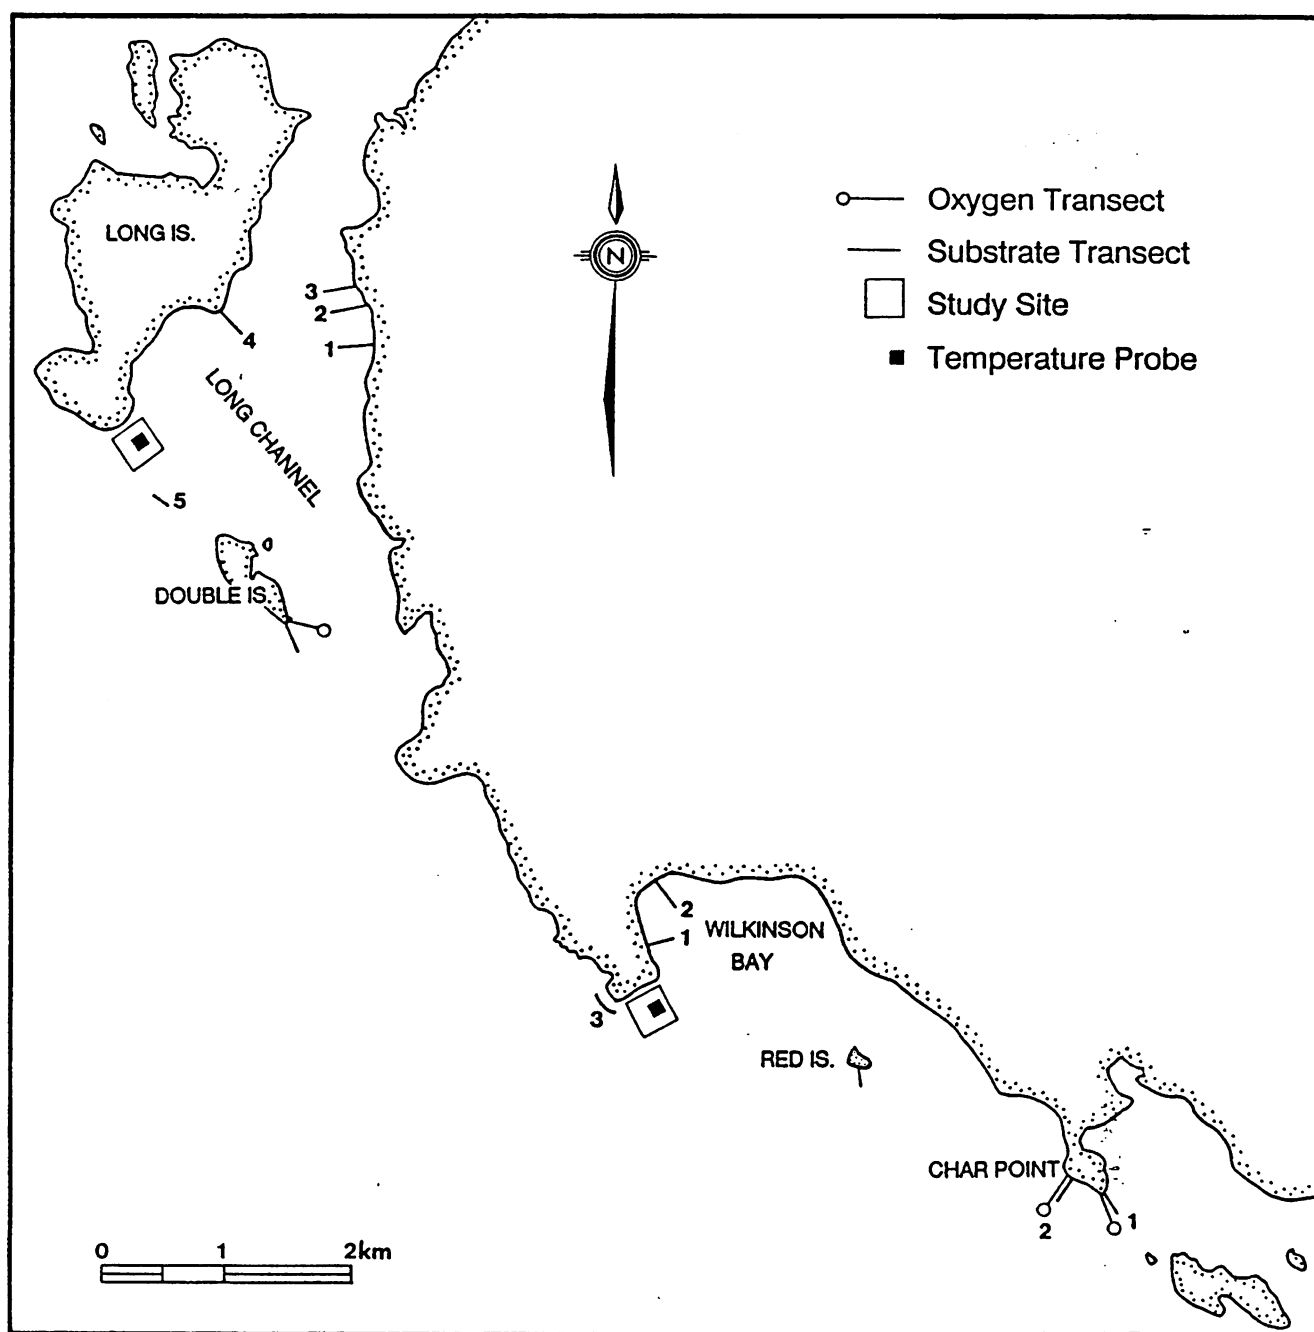 Oxygen Transect
Substrate Transect
Study Site
Temperature Probe
N
LONG IS.
3
2
1
4
LONG CHANNEL
5
DOUBLE IS.
2
1
WILKINSON
BAY
3
RED IS.
CHAR POINT
2
1
0 1 2km